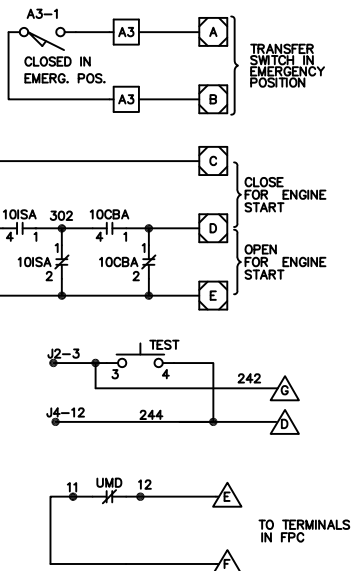 A3-1
A3
A
CLOSED IN
EMERG. POS.
A3
B
TRANSFER
SWITCH IN
EMERGENCY
POSITION
C
CLOSE
FOR ENGINE
START
10ISA 302 10CBA
4 1 4 1
D
10ISA 1 10CBA 1
2 2
OPEN
FOR ENGINE
START
E
J2-3
TEST
3 4
242
G
J4-12
244
D
11 UMD 12
E
TO TERMINALS
IN FPC
F